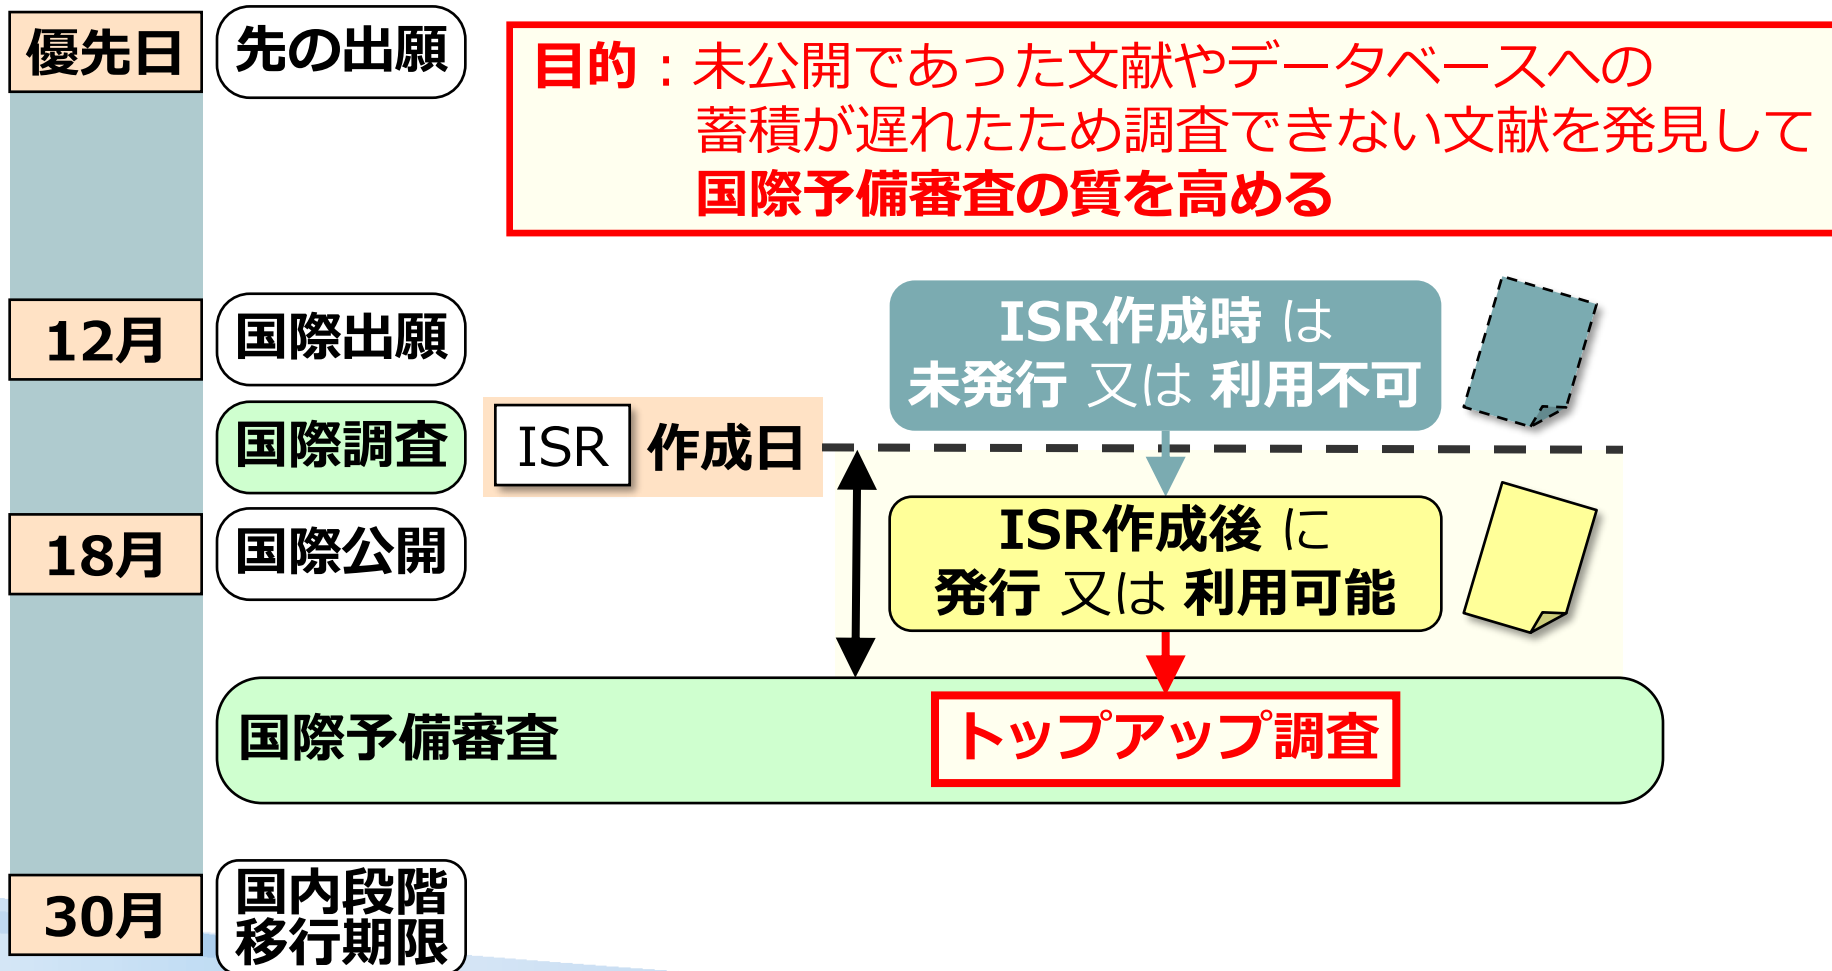 優先日
先の出願
目的：未公開であった文献やデータベースへの
蓄積が遅れたため調査できない文献を発見して
国際予備審査の質を高める
12月
国際出願
ISR作成時 は
未発行 又は 利用不可
国際調査
ISR 作成日
18月
国際公開
ISR作成後 に
発行 又は 利用可能
国際予備審査
トップアップ調査
30月
国内段階
移行期限